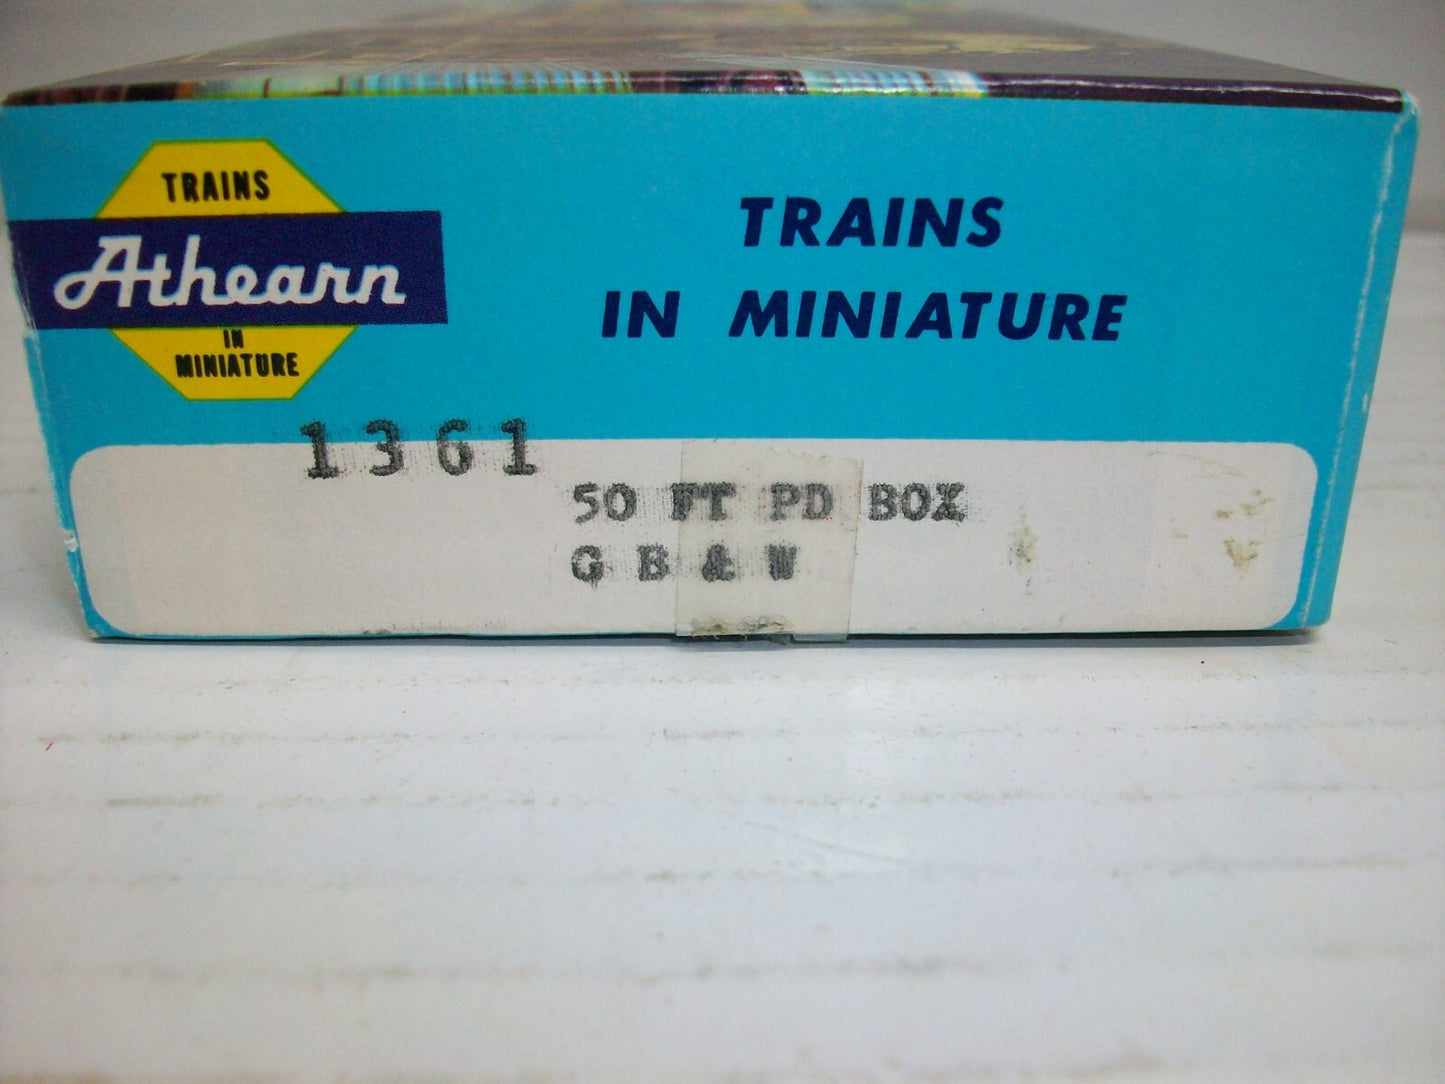 TRAINS
Athearn
IN
MINIATURE
TRAINS
IN MINIATURE
1361
50 FT PD BOX
G B & W